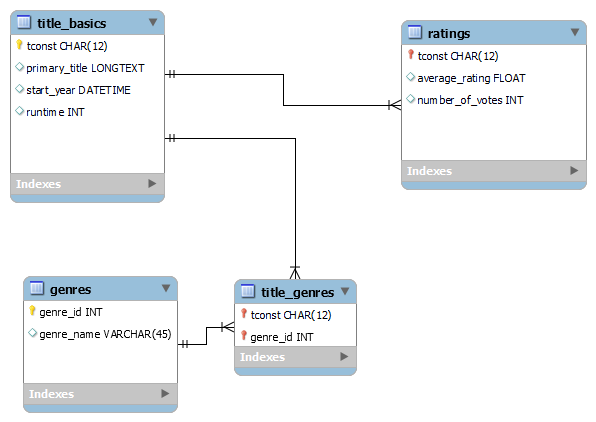 title_basics
tconst CHAR(12)
primary_title LONGTEXT
start_year DATETIME
runtime INT
Indexes
ratings
tconst CHAR(12)
average_rating FLOAT
number_of_votes INT
Indexes
genres
genre_id INT
genre_name VARCHAR(45)
Indexes
title_genres
tconst CHAR(12)
genre_id INT
Indexes